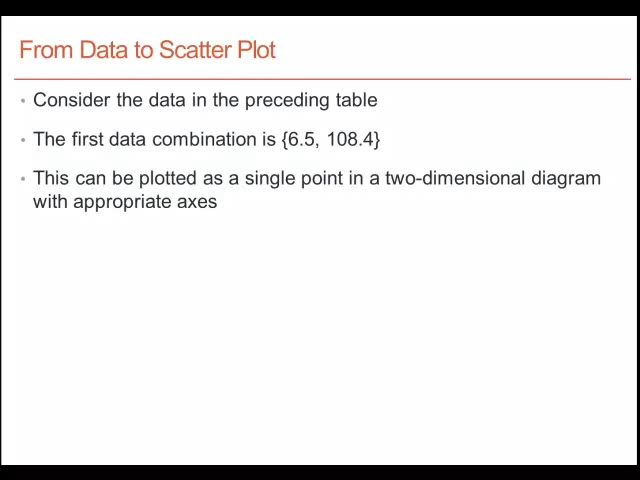 From Data to Scatter Plot
• Consider the data in the preceding table
• The first data combination is {6.5, 108.4}
• This can be plotted as a single point in a two-dimensional diagram
with appropriate axes